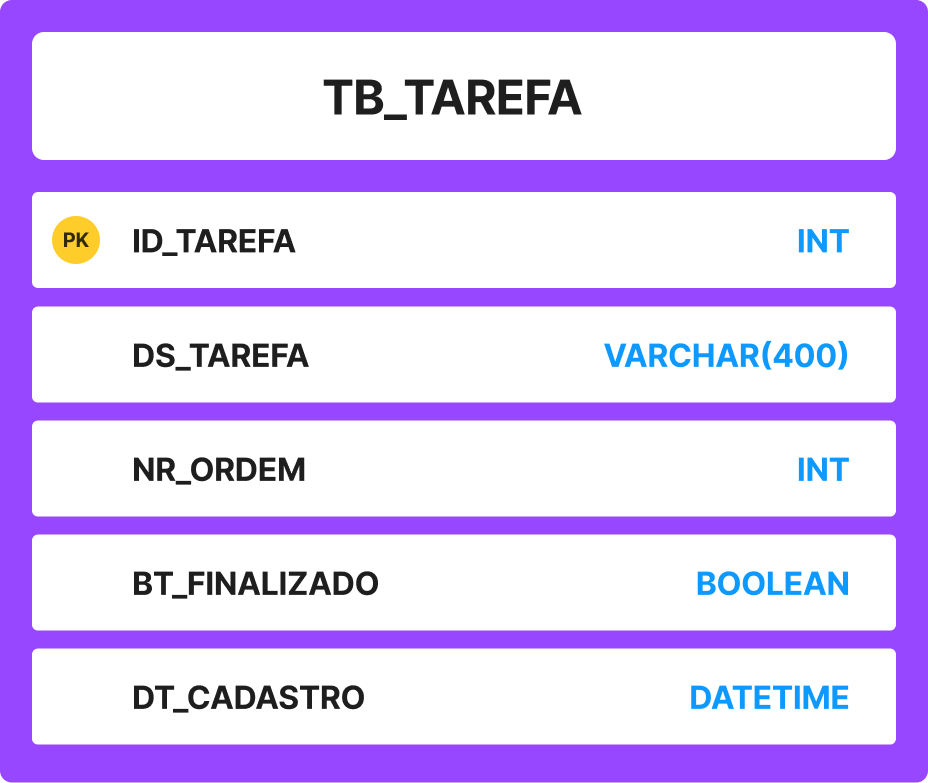 TB_TAREFA
PK ID_TAREFA INT
DS_TAREFA VARCHAR(400)
NR_ORDEM INT
BT_FINALIZADO BOOLEAN
DT_CADASTRO DATETIME